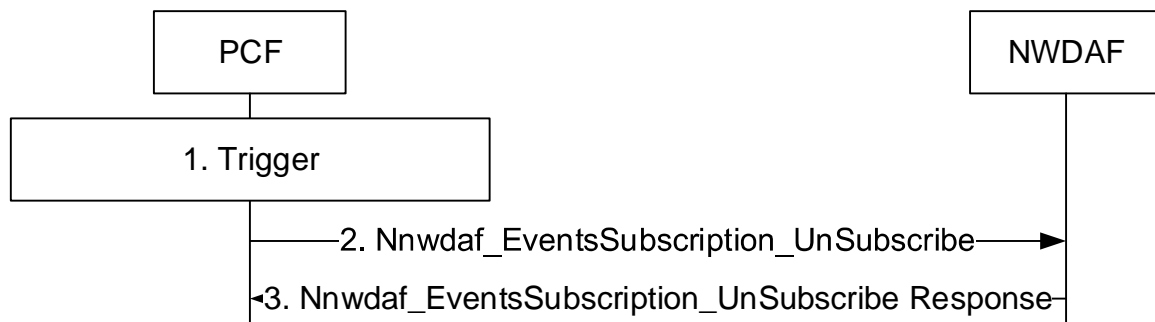 PCF
NWDAF
1. Trigger
2. Nnwdaf_EventsSubscription_UnSubscribe
3. Nnwdaf_EventsSubscription_UnSubscribe Response